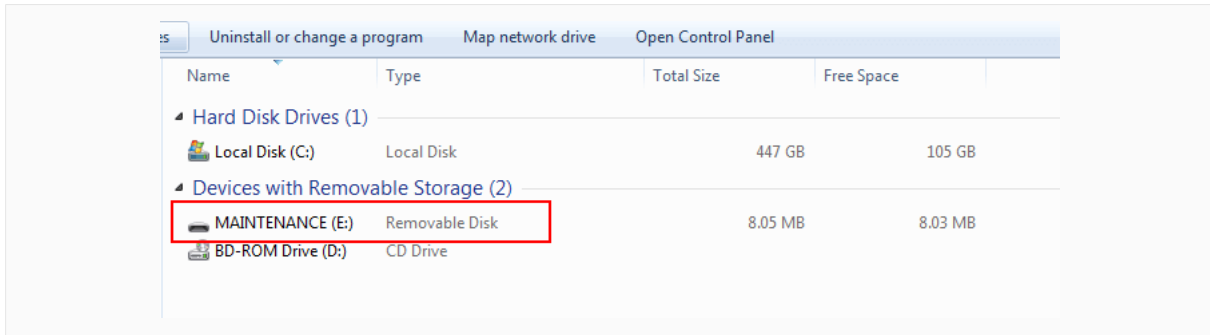 es Uninstall or change a program Map network drive Open Control Panel
Name Type Total Size Free Space
Hard Disk Drives (1)
Local Disk (C:) Local Disk 447 GB 105 GB
Devices with Removable Storage (2)
MAINTENANCE (E:) Removable Disk 8.05 MB 8.03 MB
BD-ROM Drive (D:) CD Drive